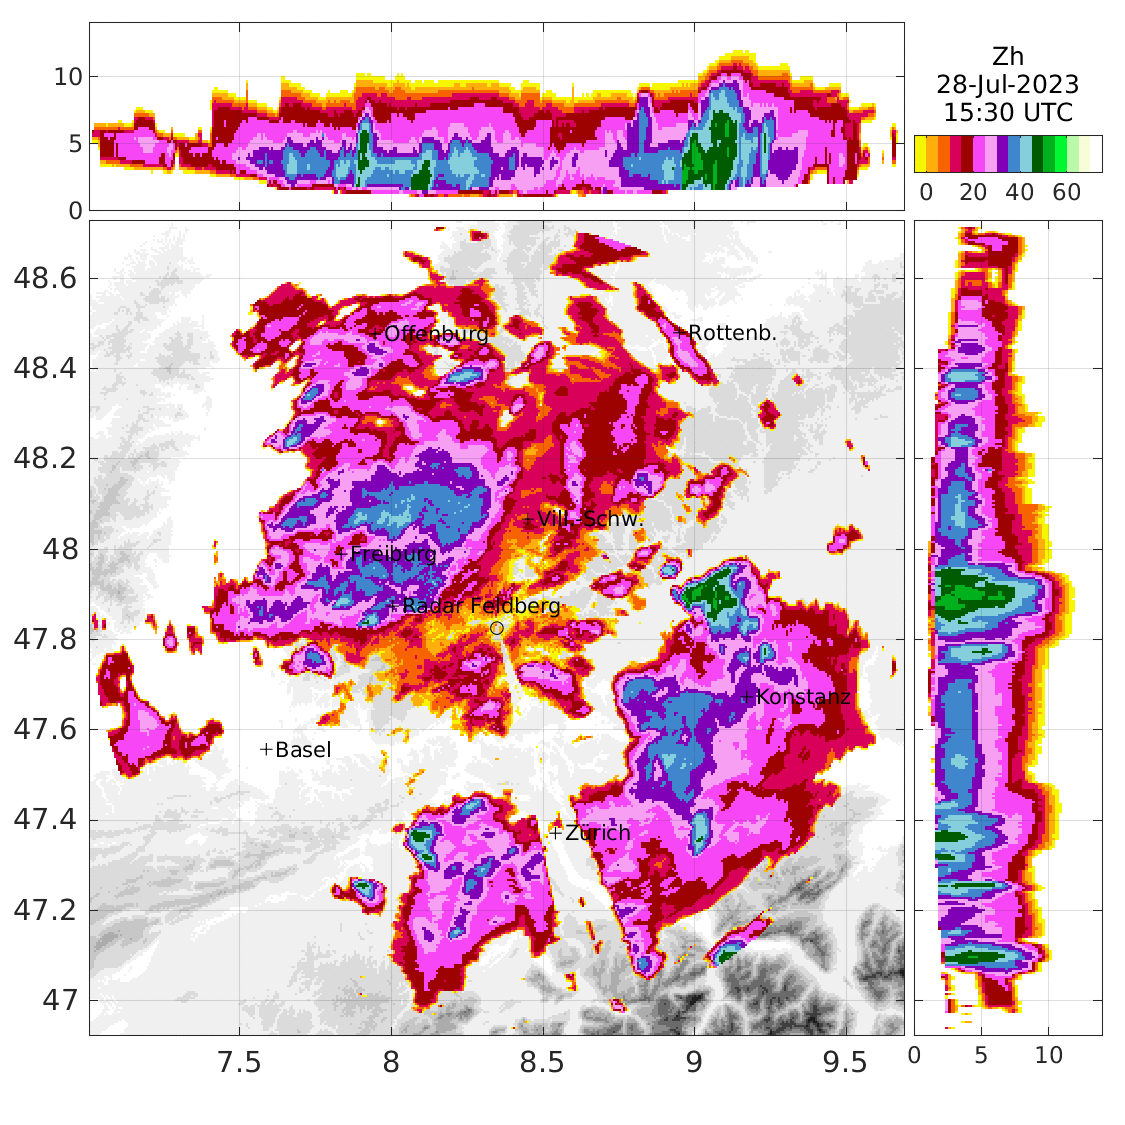 Zh
28-Jul-2023
15:30 UTC
0 20 40 60
10
5
0
48.6
48.4
48.2
48
47.8
47.6
47.4
47.2
47
Offenburg
Rottenb.
Vill.-Schw.
Freiburg
Radar Feldberg
Konstanz
Basel
Zürich
7.5 8 8.5 9 9.5
0 5 10